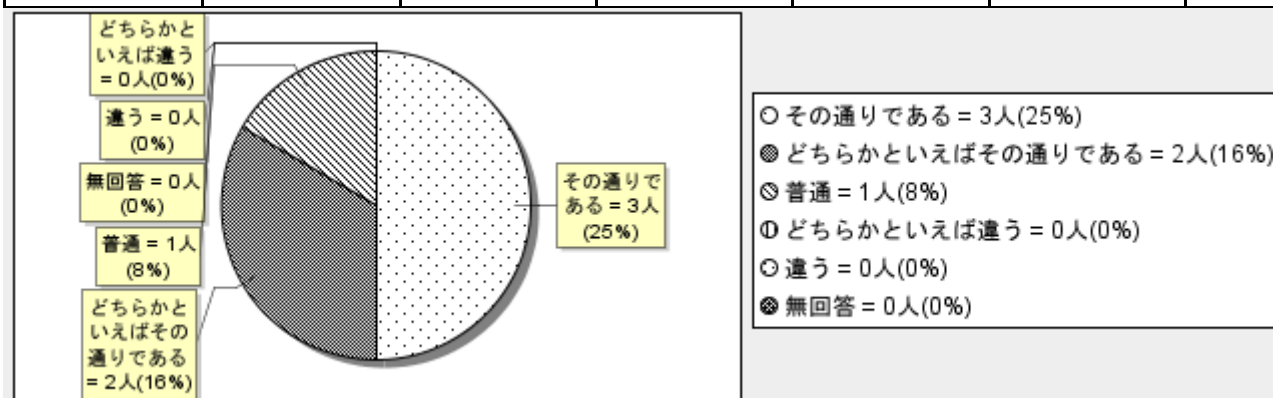 どちらかと
いえば違う
= 0人(0%)
違う = 0人
(0%)
無回答 = 0人
(0%)
普通 = 1人
(8%)
どちらかと
いえばその
通りである
= 2人(16%)
その通りで
ある = 3人
(25%)
その通りである = 3人(25%)
どちらかといえばその通りである = 2人(16%)
普通 = 1人(8%)
どちらかといえば違う = 0人(0%)
違う = 0人(0%)
無回答 = 0人(0%)